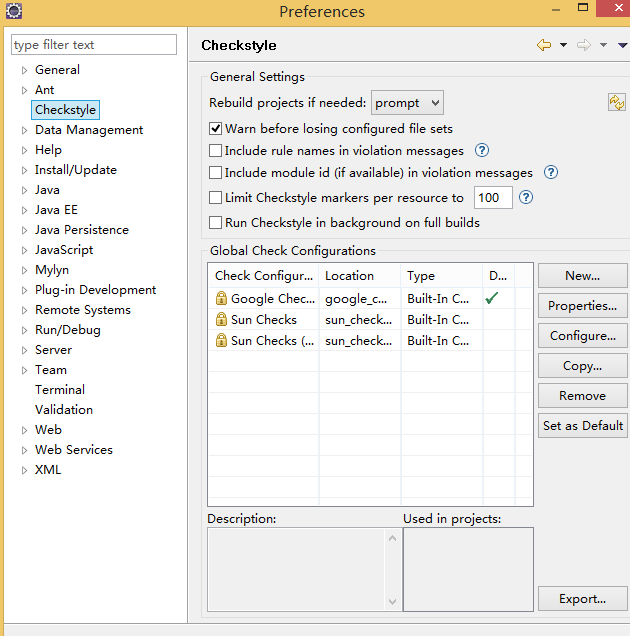 Preferences
type filter text
General
Ant
Checkstyle
Data Management
Help
Install/Update
Java
Java EE
Java Persistence
JavaScript
Mylyn
Plug-in Development
Remote Systems
Run/Debug
Server
Team
Terminal
Validation
Web
Web Services
XML
Checkstyle
General Settings
Rebuild projects if needed: prompt
Warn before losing configured file sets
Include rule names in violation messages ?
Include module id (if available) in violation messages ?
Limit Checkstyle markers per resource to 100 ?
Run Checkstyle in background on full builds
Global Check Configurations
Check Configur... Location Type D...
Google Chec... google_c... Built-In C...
Sun Checks sun_check... Built-In C...
Sun Checks (... sun_check... Built-In C...
New...
Properties...
Configure...
Copy...
Remove
Set as Default
Description: Used in projects:
Export...